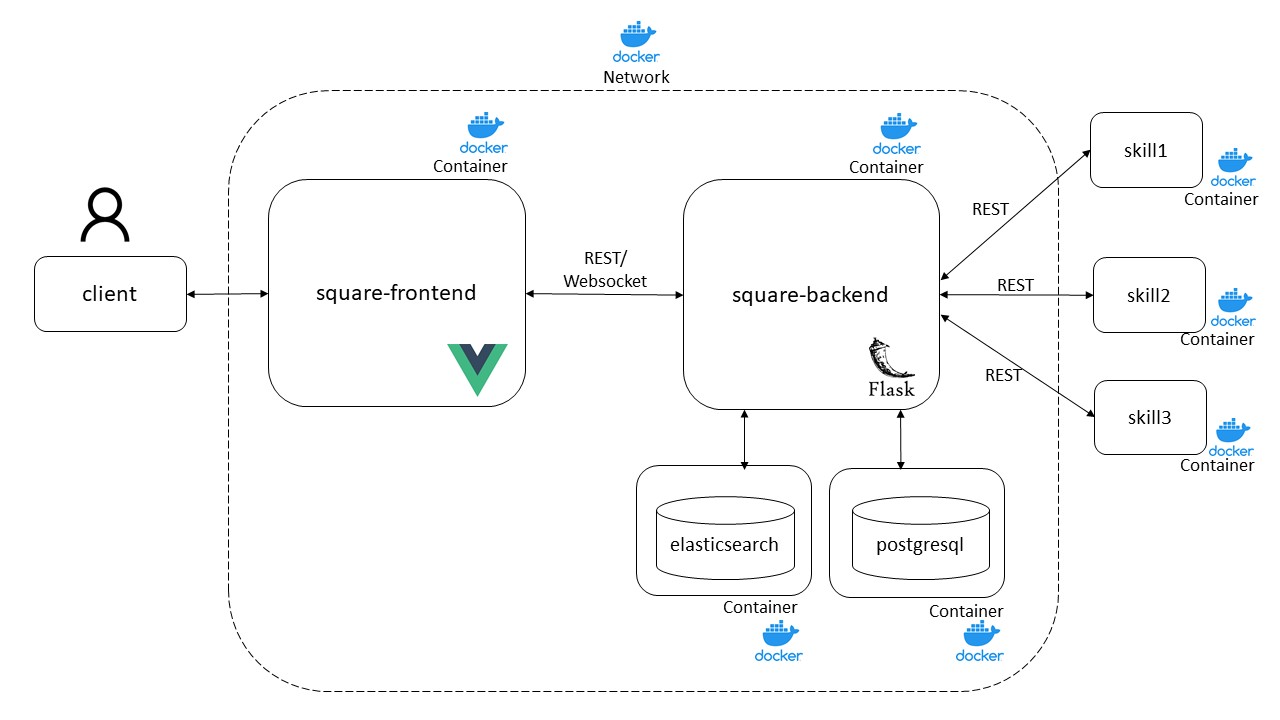 docker
Network
docker
Container
docker
Container
client
square-frontend
REST/
Websocket
square-backend
Flask
REST
REST
REST
skill1
docker
Container
skill2
docker
Container
skill3
docker
Container
elasticsearch
Container
docker
postgresql
Container
docker